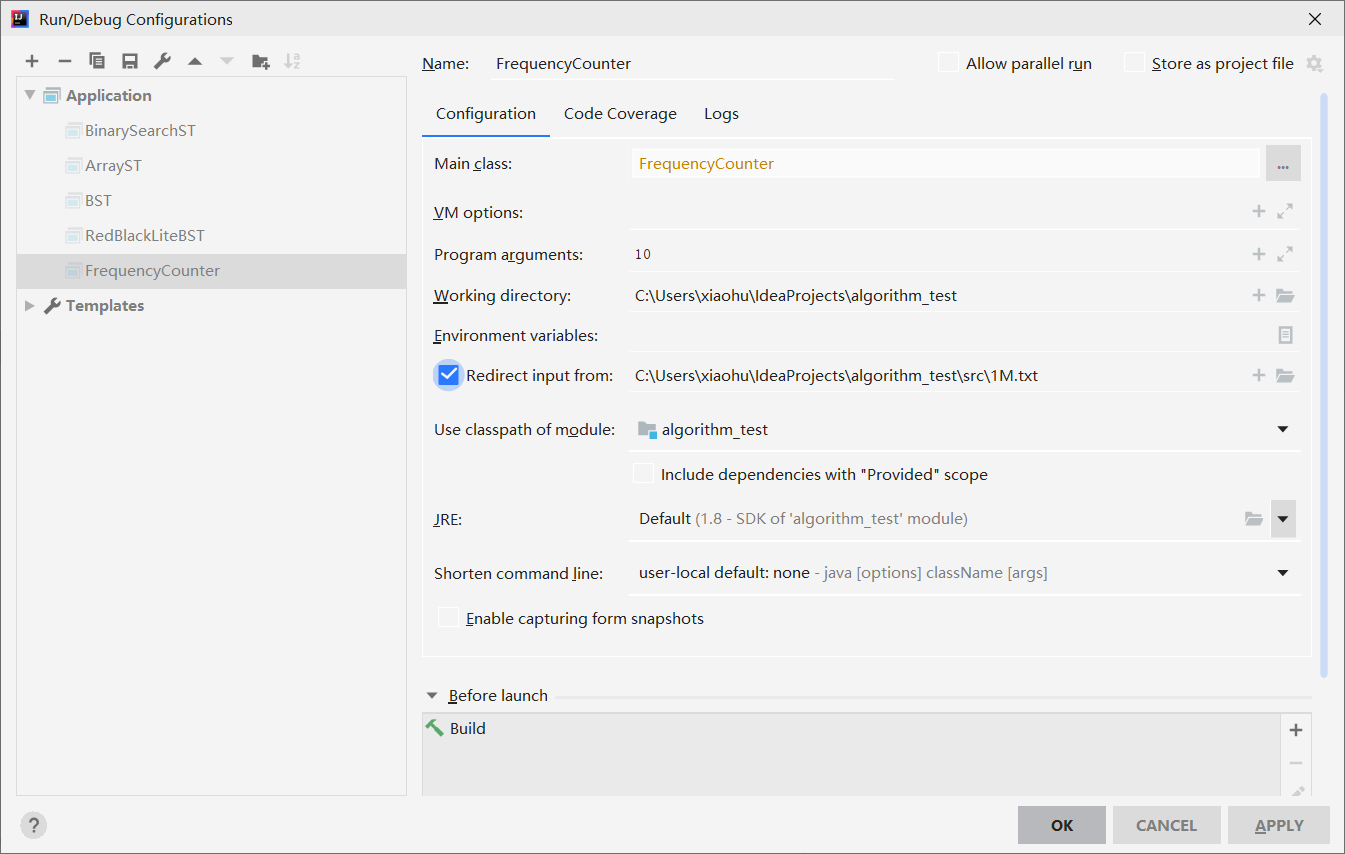 Run/Debug Configurations
Application
BinarySearchST
ArrayST
BST
RedBlackLiteBST
FrequencyCounter
Templates
Name: FrequencyCounter Allow parallel run Store as project file
Configuration Code Coverage Logs
Main class: FrequencyCounter ...
VM options:
Program arguments: 10
Working directory: C:\Users\xiaohu\IdeaProjects\algorithm_test
Environment variables:
Redirect input from: C:\Users\xiaohu\IdeaProjects\algorithm_test\src\1M.txt
Use classpath of module: algorithm_test
Include dependencies with "Provided" scope
JRE: Default (1.8 - SDK of 'algorithm_test' module)
Shorten command line: user-local default: none - java [options] className [args]
Enable capturing form snapshots
Before launch
Build
? OK CANCEL APPLY